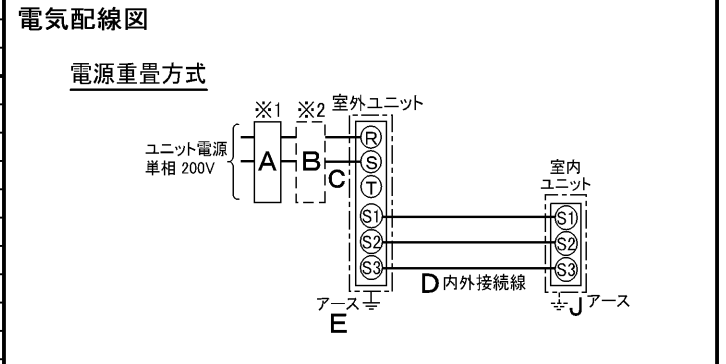 電気配線図
電源重畳方式
※1 ※2 室外ユニット
ユニット電源
単相 200V
A
B
C
R
S
T
S1
S2
S3
室内
ユニット
S1
S2
S3
D 内外接続線
アース
E
J アース